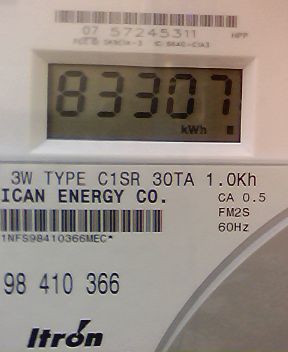 07 57245311 HPP
83307
kWh
3W TYPE C1SR 30TA 1.0Kh
ICAN ENERGY CO. CA 0.5
FM2S
60Hz
1NFS98410366MEC*
98 410 366
Itron